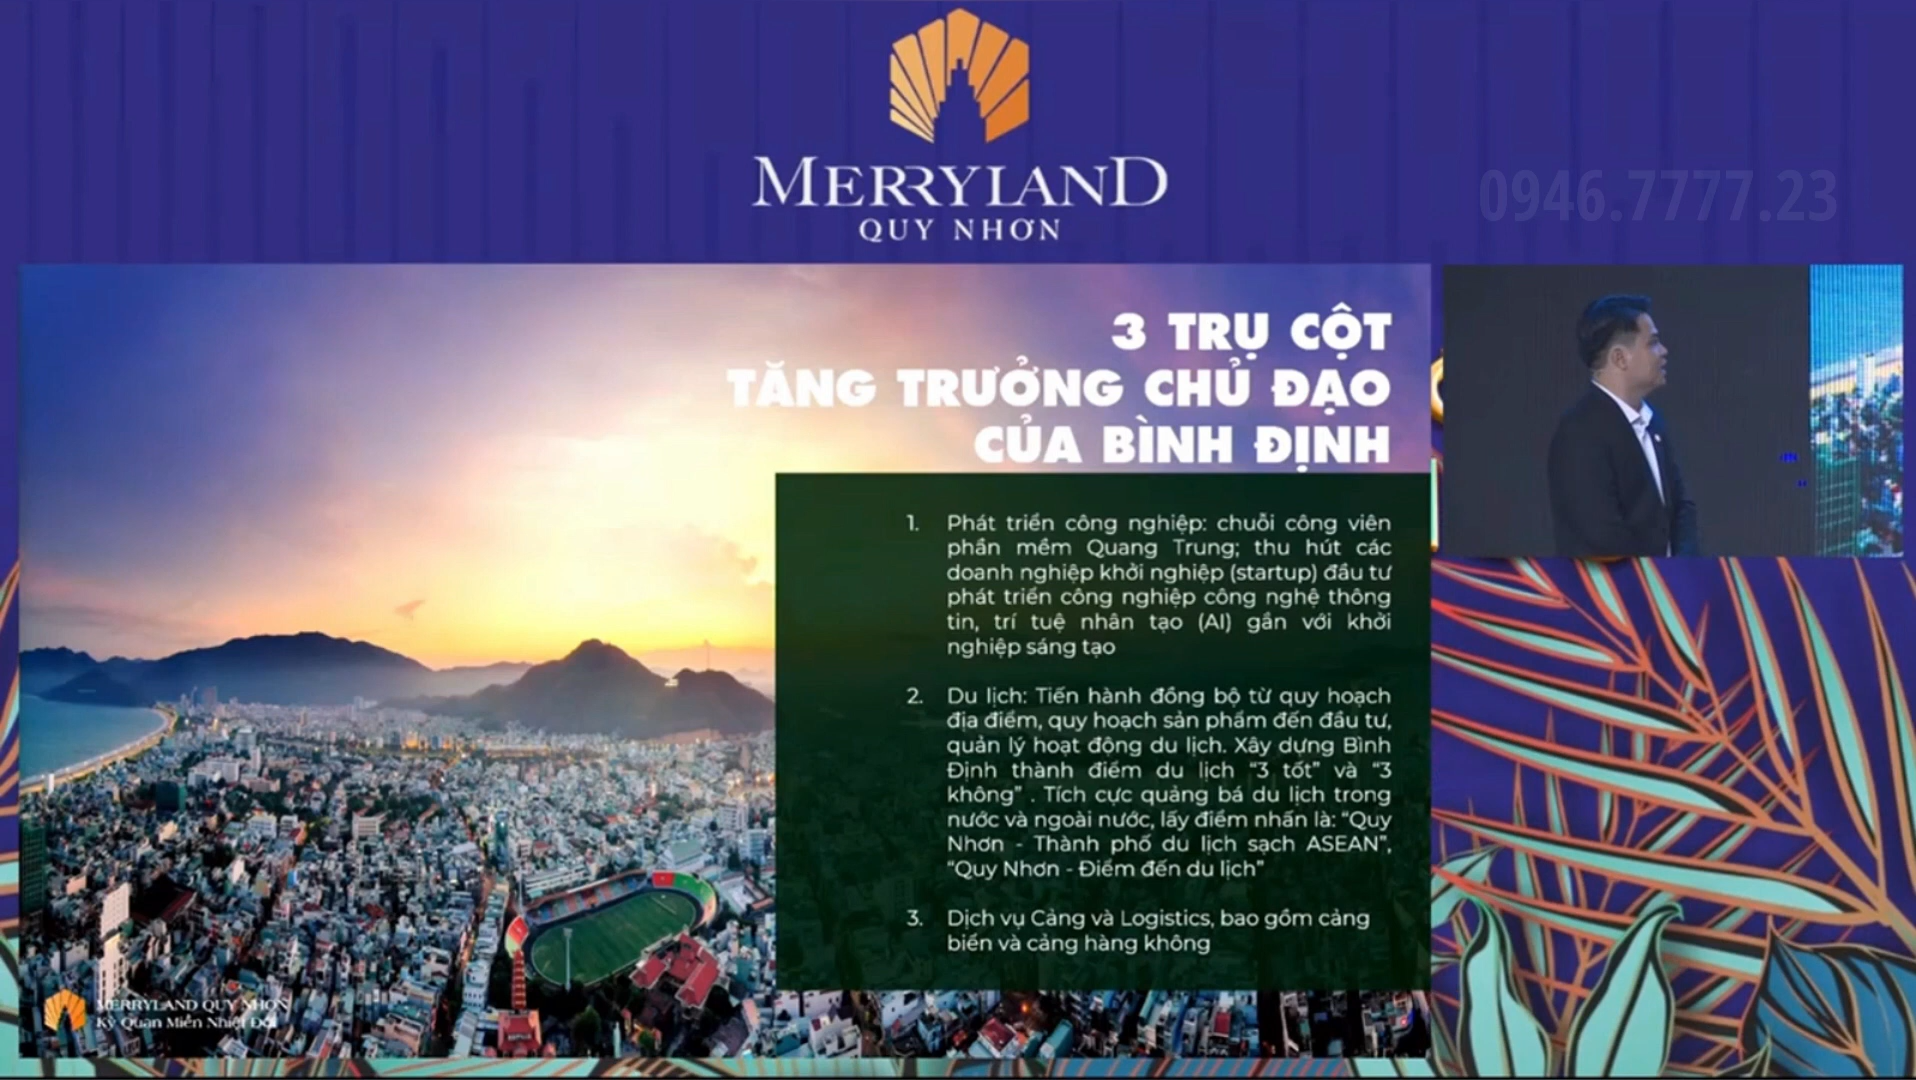 MERRYLAND
QUY NHƠN
0946.7777.23
3 TRỤ CỘT
TĂNG TRƯỞNG CHỦ ĐẠO
CỦA BÌNH ĐỊNH
1. Phát triển công nghiệp: chuỗi công viên
phần mềm Quang Trung; thu hút các
doanh nghiệp khởi nghiệp (startup) đầu tư
phát triển công nghiệp công nghệ thông
tin, trí tuệ nhân tạo (AI) gắn với khởi
nghiệp sáng tạo
2. Du lịch: Tiến hành đồng bộ từ quy hoạch
địa điểm, quy hoạch sản phẩm đến đầu tư,
quản lý hoạt động du lịch. Xây dựng Bình
Định thành điểm du lịch “3 tốt” và “3
không” . Tích cực quảng bá du lịch trong
nước và ngoài nước, lấy điểm nhấn là: “Quy
Nhơn - Thành phố du lịch sạch ASEAN”,
“Quy Nhơn - Điểm đến du lịch”
3. Dịch vụ Cảng và Logistics, bao gồm cảng
biển và cảng hàng không
MERRYLAND QUY NHƠN
Kỳ Quan Miền Nhiệt Đới